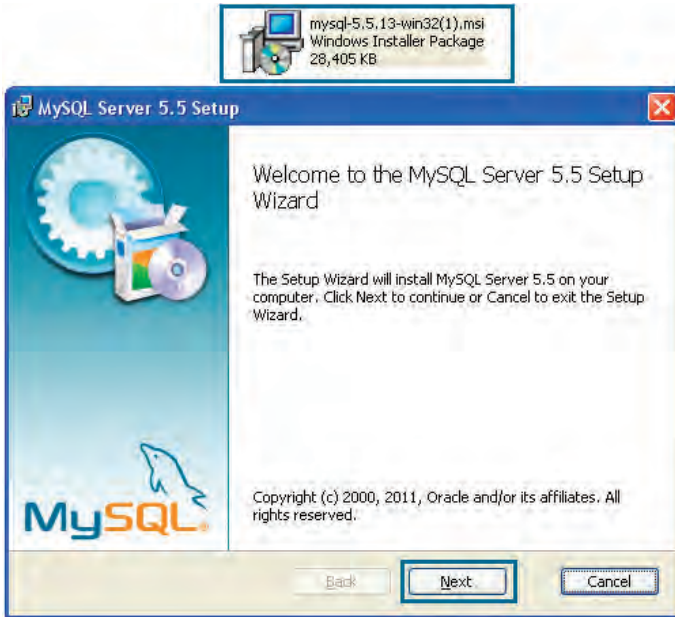 mysql-5.5.13-win32(1).msi
Windows Installer Package
28,405 KB
MySQL Server 5.5 Setup
Welcome to the MySQL Server 5.5 Setup
Wizard
The Setup Wizard will install MySQL Server 5.5 on your
computer. Click Next to continue or Cancel to exit the Setup
Wizard.
MySQL®
Copyright (c) 2000, 2011, Oracle and/or its affiliates. All
rights reserved.
Back Next Cancel